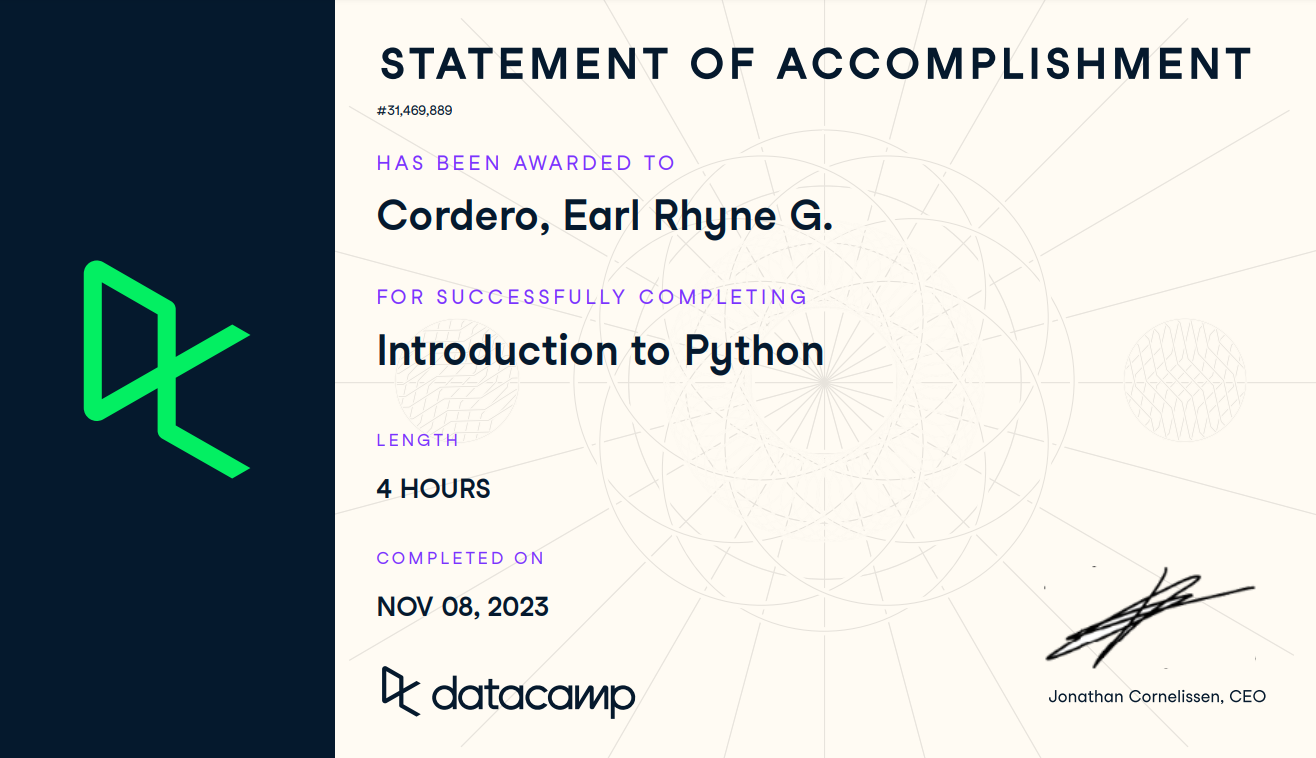 STATEMENT OF ACCOMPLISHMENT
#31,469,889
HAS BEEN AWARDED TO
Cordero, Earl Rhyne G.
FOR SUCCESSFULLY COMPLETING
Introduction to Python
LENGTH
4 HOURS
COMPLETED ON
NOV 08, 2023
datacamp
Jonathan Cornelissen, CEO